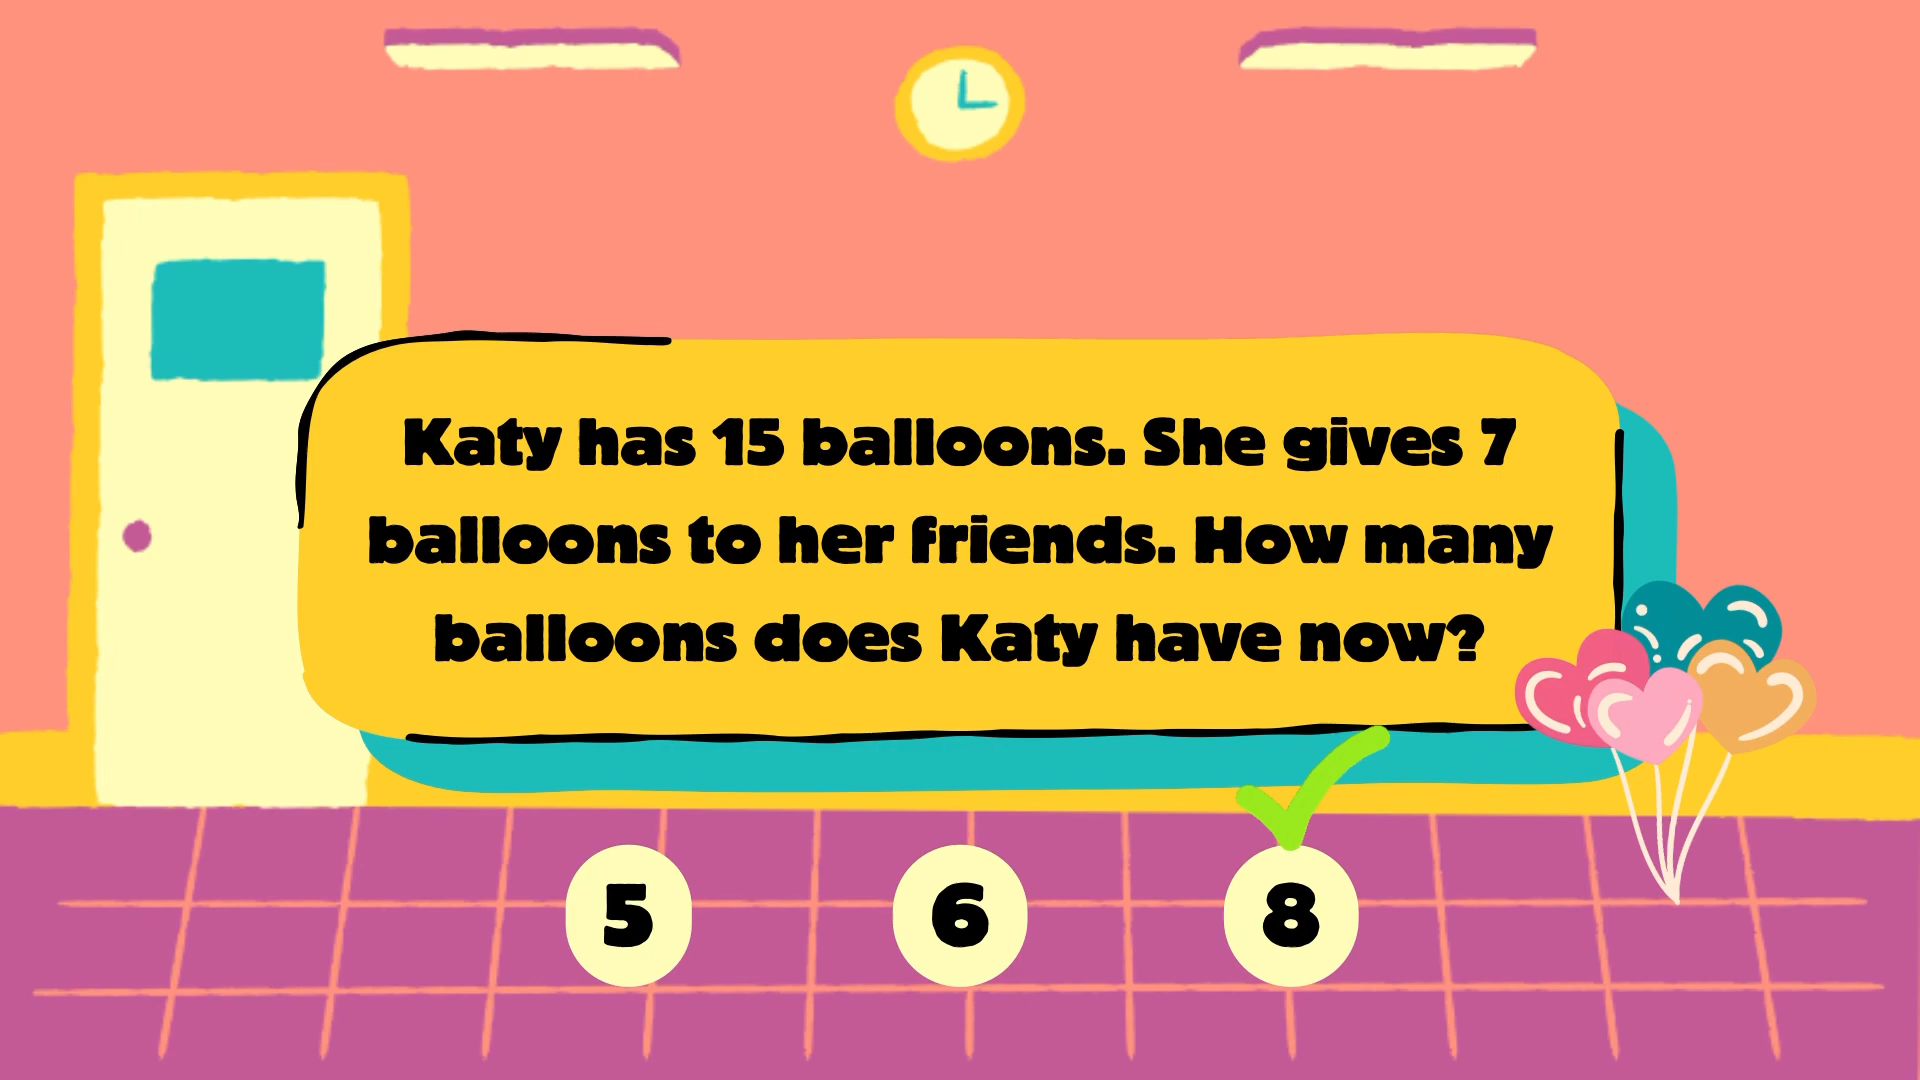 Katy has 15 balloons. She gives 7
balloons to her friends. How many
balloons does Katy have now?
5 6 8